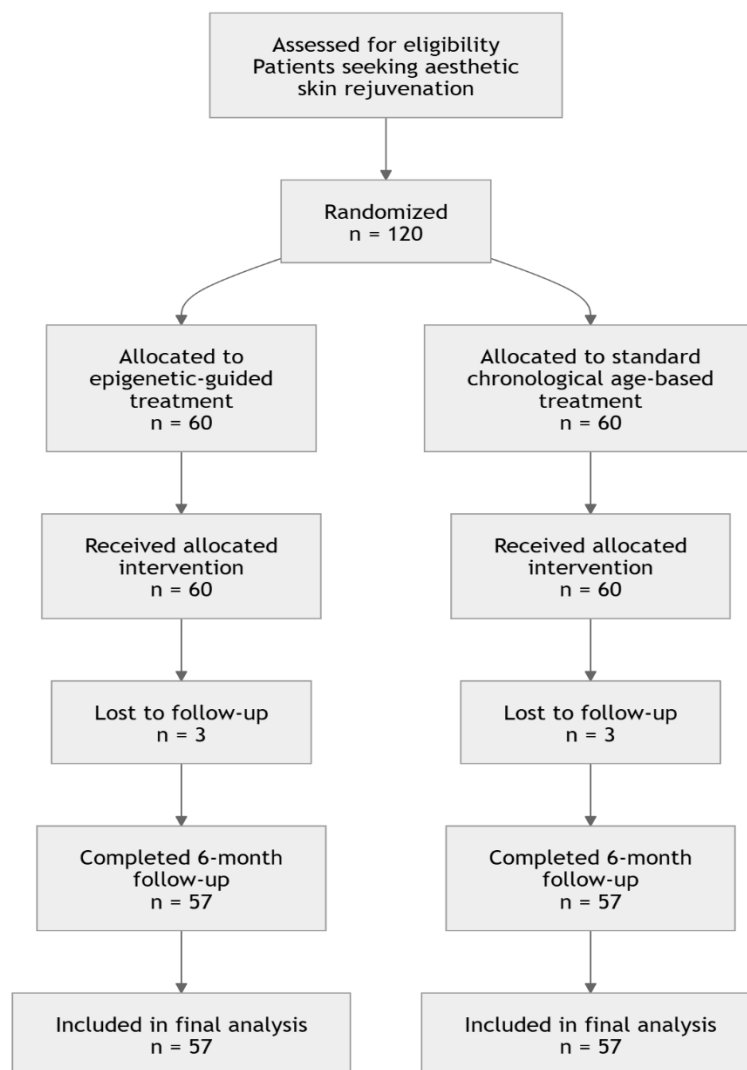 Assessed for eligibility
Patients seeking aesthetic
skin rejuvenation
Randomized
n = 120
Allocated to
epigenetic-guided
treatment
n = 60
Allocated to standard
chronological age-based
treatment
n = 60
Received allocated
intervention
n = 60
Received allocated
intervention
n = 60
Lost to follow-up
n = 3
Lost to follow-up
n = 3
Completed 6-month
follow-up
n = 57
Completed 6-month
follow-up
n = 57
Included in final analysis
n = 57
Included in final analysis
n = 57